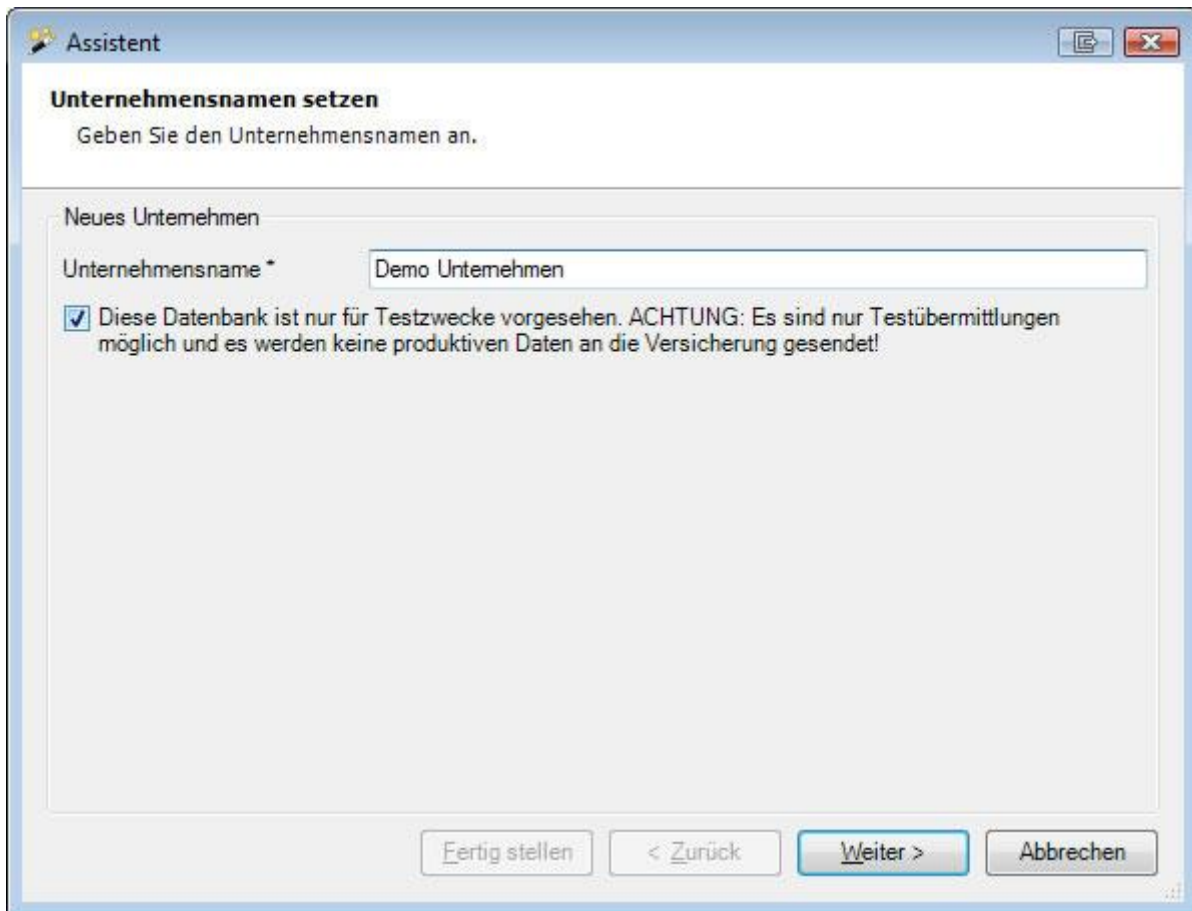 Assistent
Unternehmensnamen setzen
Geben Sie den Unternehmensnamen an.
Neues Unternehmen
Unternehmensname * Demo Unternehmen
Diese Datenbank ist nur für Testzwecke vorgesehen. ACHTUNG: Es sind nur Testübermittlungen
möglich und es werden keine produktiven Daten an die Versicherung gesendet!
Fertig stellen < Zurück Weiter > Abbrechen